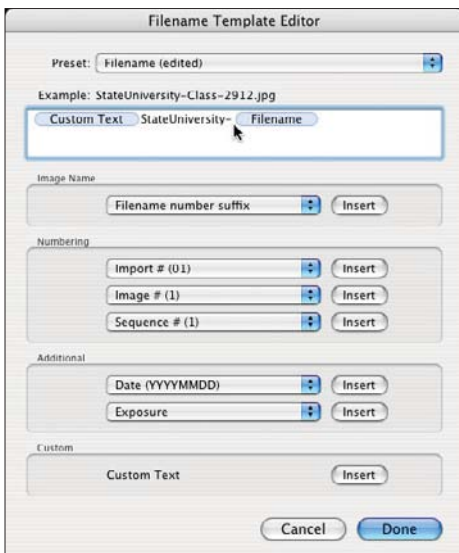 Filename Template Editor
Preset: Filename (edited)
Example: StateUniversity-Class-2912.jpg
Custom Text StateUniversity- Filename
Image Name
Filename number suffix Insert
Numbering
Import # (01) Insert
Image # (1) Insert
Sequence # (1) Insert
Additional
Date (YYYYMMDD) Insert
Exposure Insert
Custom
Custom Text Insert
Cancel Done